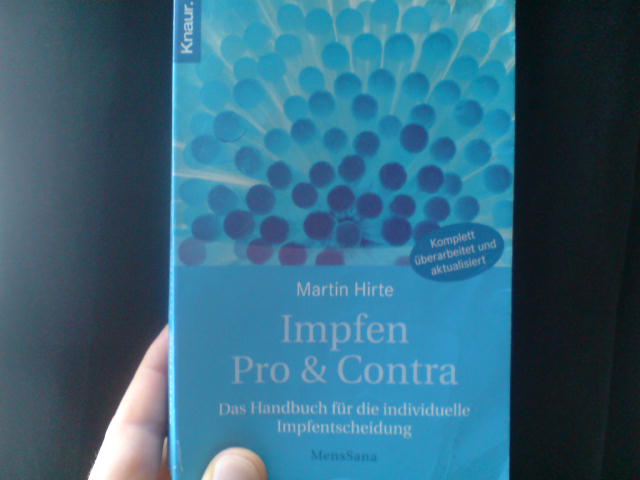 Knaur.
Komplett
überarbeitet und
aktualisiert
Martin Hirte
Impfen
Pro & Contra
Das Handbuch für die individuelle
Impfentscheidung
MensSana